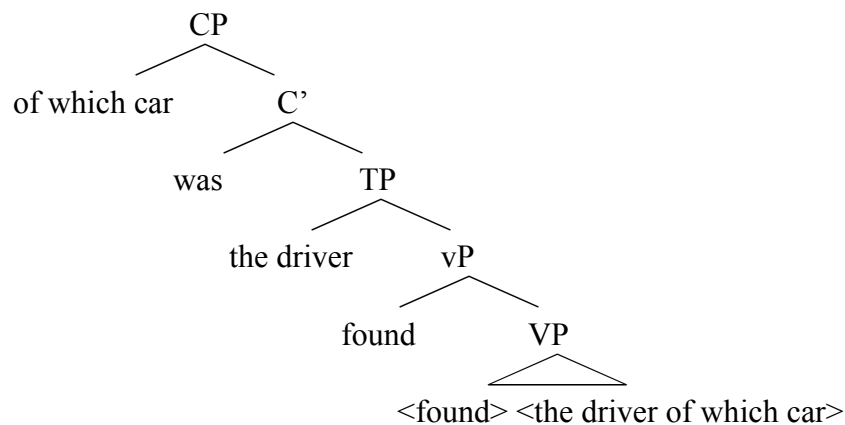 CP
of which car C’
was TP
the driver vP
found VP
<found> <the driver of which car>